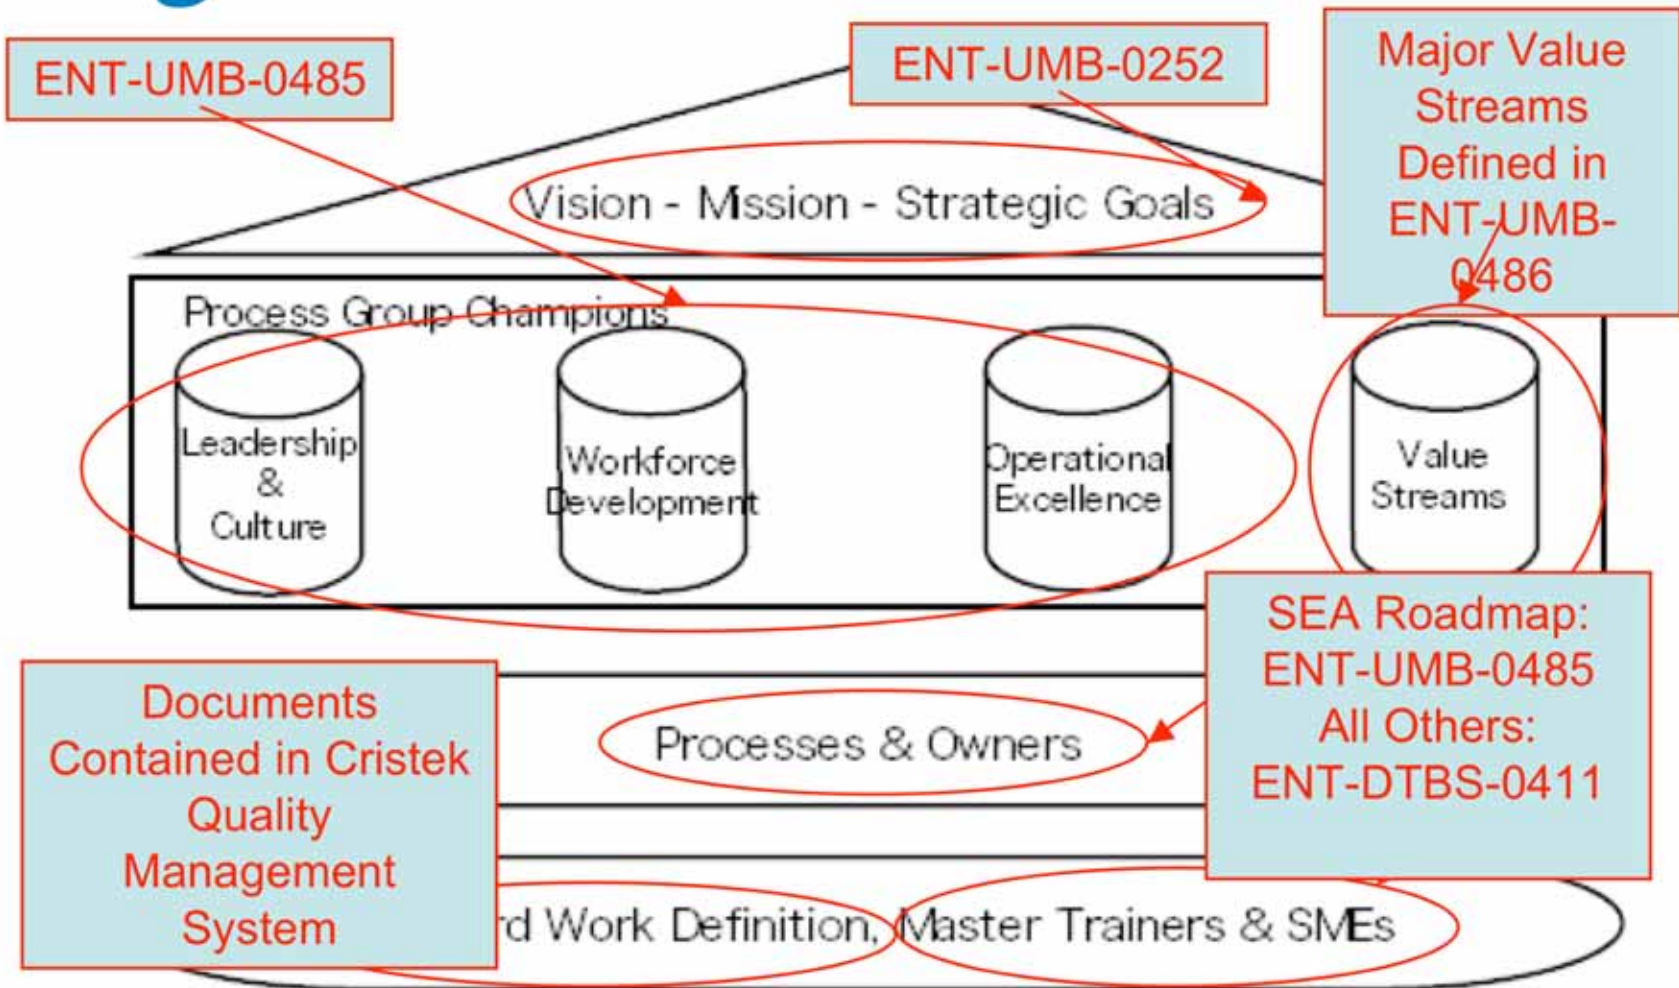 ENT-UMB-0485
ENT-UMB-0252
Major Value
Streams
Defined in
ENT-UMB-
0486
Vision - Mission - Strategic Goals
Process Group Champions
Leadership
&
Culture
Workforce
Development
Operational
Excellence
Value
Streams
SEA Roadmap:
ENT-UMB-0485
All Others:
ENT-DTBS-0411
Processes & Owners
Documents
Contained in Cristek
Quality
Management
System
rd Work Definition, Master Trainers & SMEs